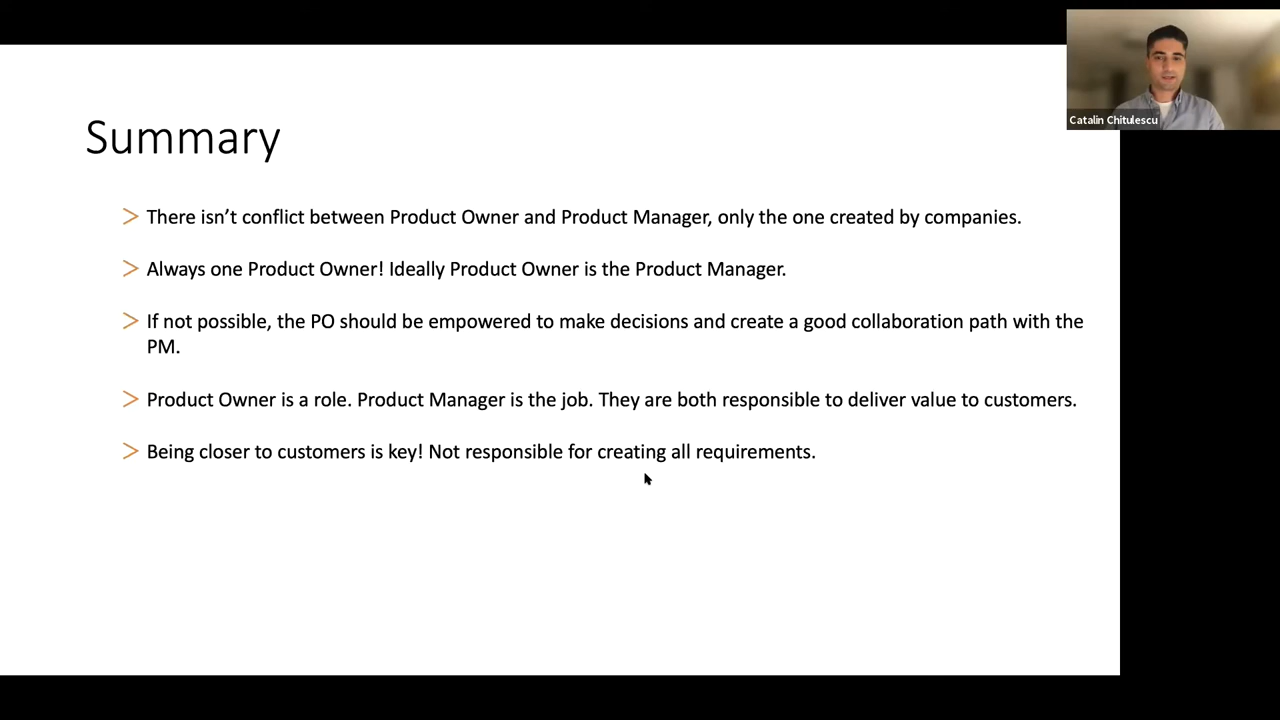 Catalin Chitulescu
Summary
> There isn’t conflict between Product Owner and Product Manager, only the one created by companies.
> Always one Product Owner! Ideally Product Owner is the Product Manager.
> If not possible, the PO should be empowered to make decisions and create a good collaboration path with the
PM.
> Product Owner is a role. Product Manager is the job. They are both responsible to deliver value to customers.
> Being closer to customers is key! Not responsible for creating all requirements.